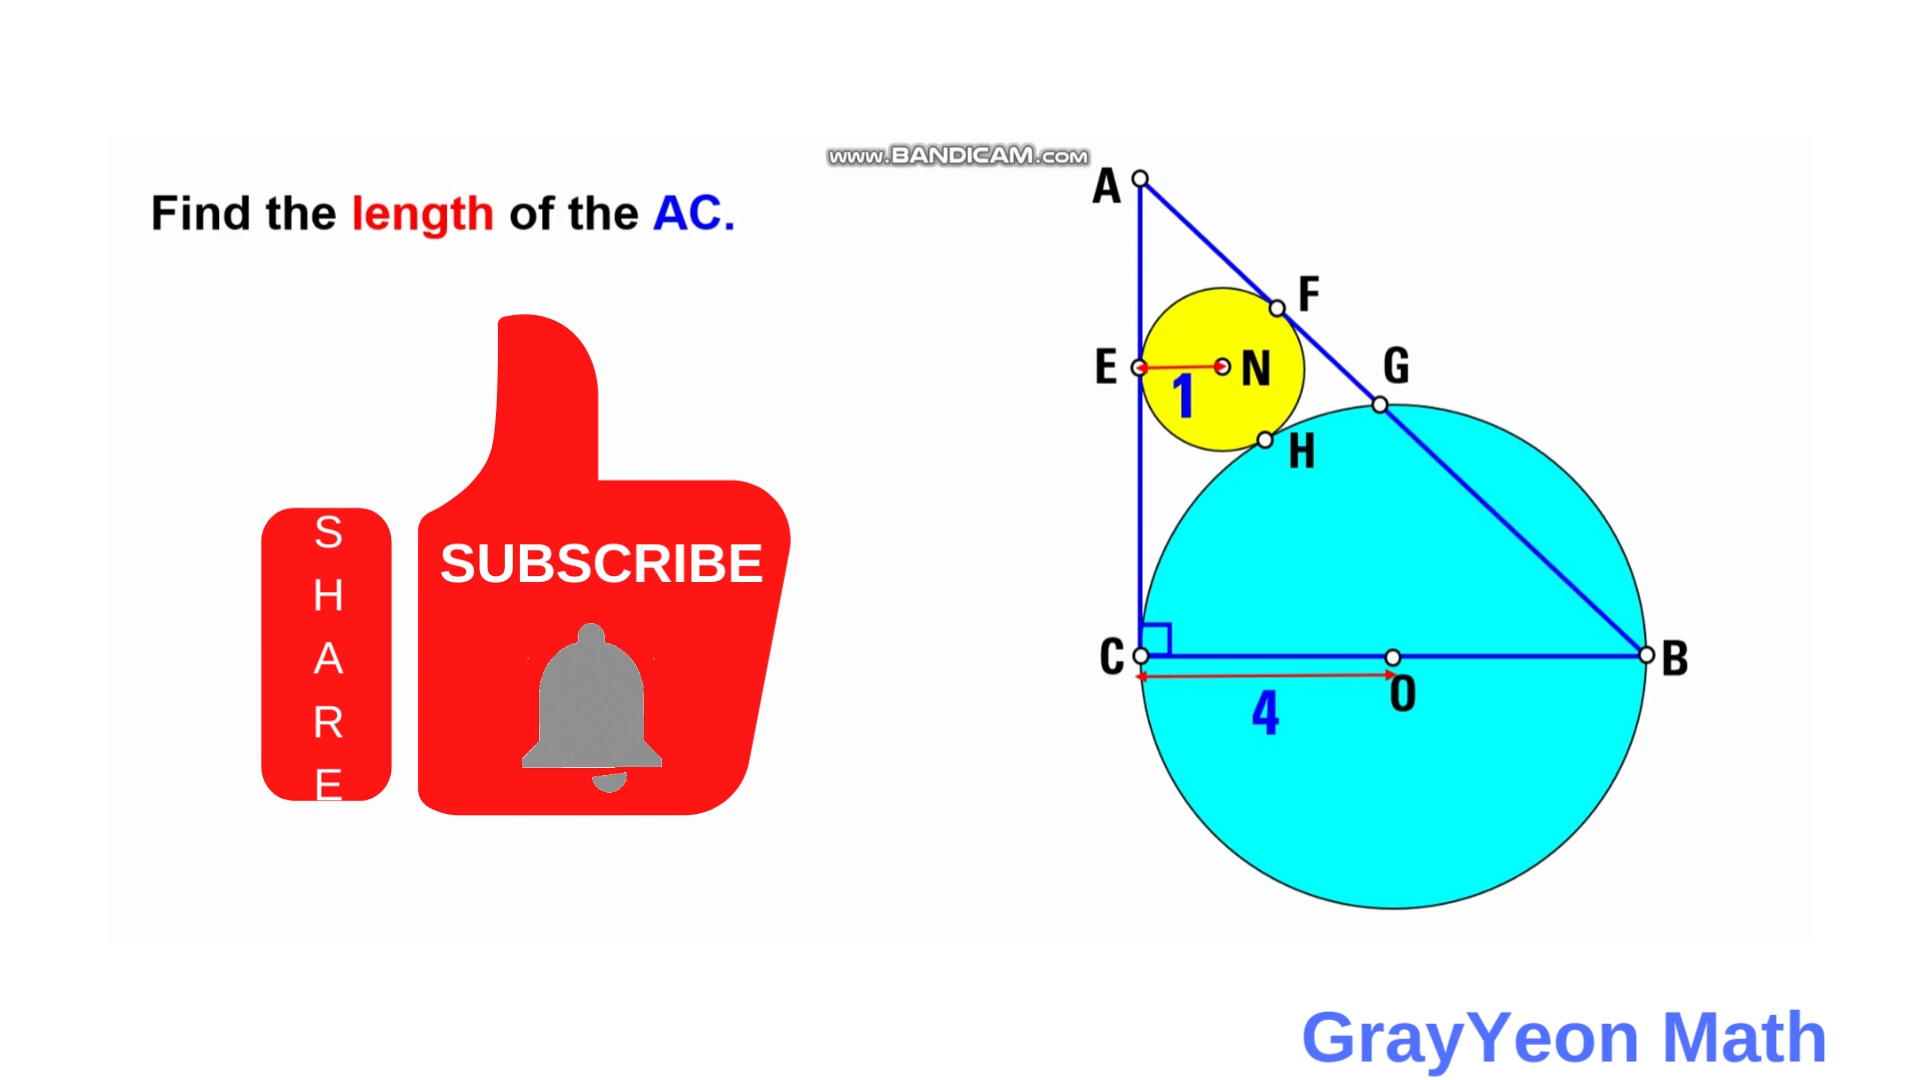 www.BANDICAM.com
Find the length of the AC.
A
F
E
1
N
G
H
S
H
A
R
E
SUBSCRIBE
C
4
O
B
GrayYeon Math